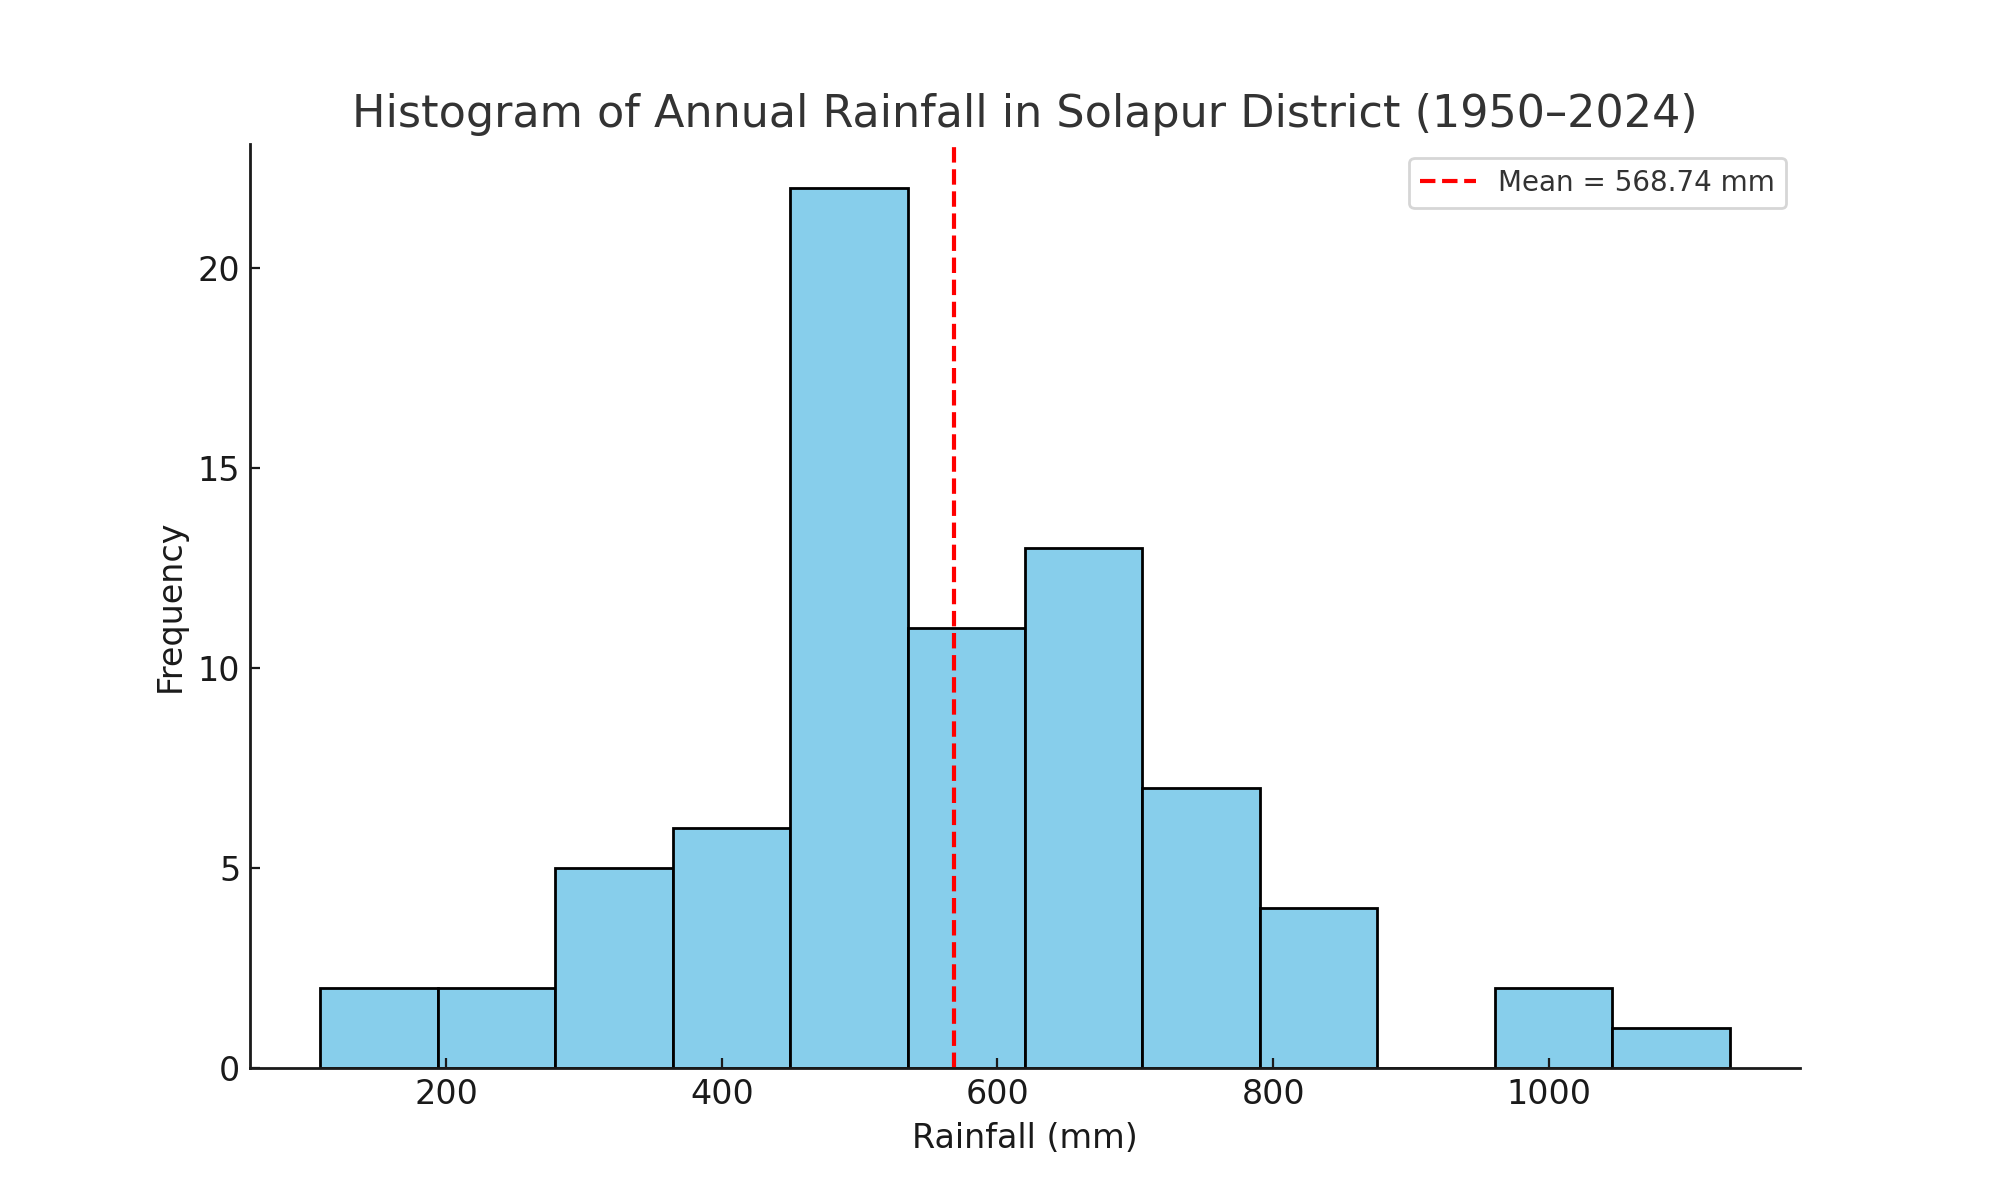 Histogram of Annual Rainfall in Solapur District (1950–2024)
Mean = 568.74 mm
20
15
10
5
0
Frequency
200 400 600 800 1000
Rainfall (mm)